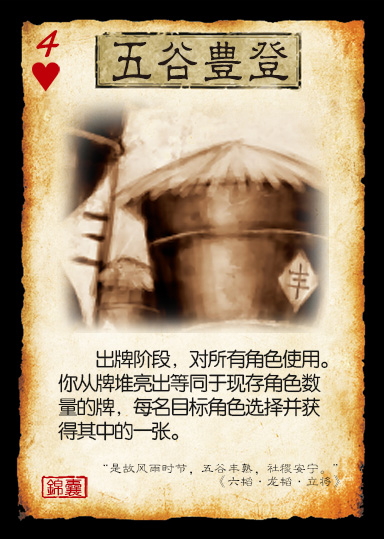 4
五谷豐登
丰
出牌阶段，对所有角色使用。
你从牌堆亮出等同于现存角色数
量的牌，每名目标角色选择并获
得其中的一张。
“是故风雨时节，五谷丰熟，社稷安宁。”
《六韬·龙韬·立将》
錦囊